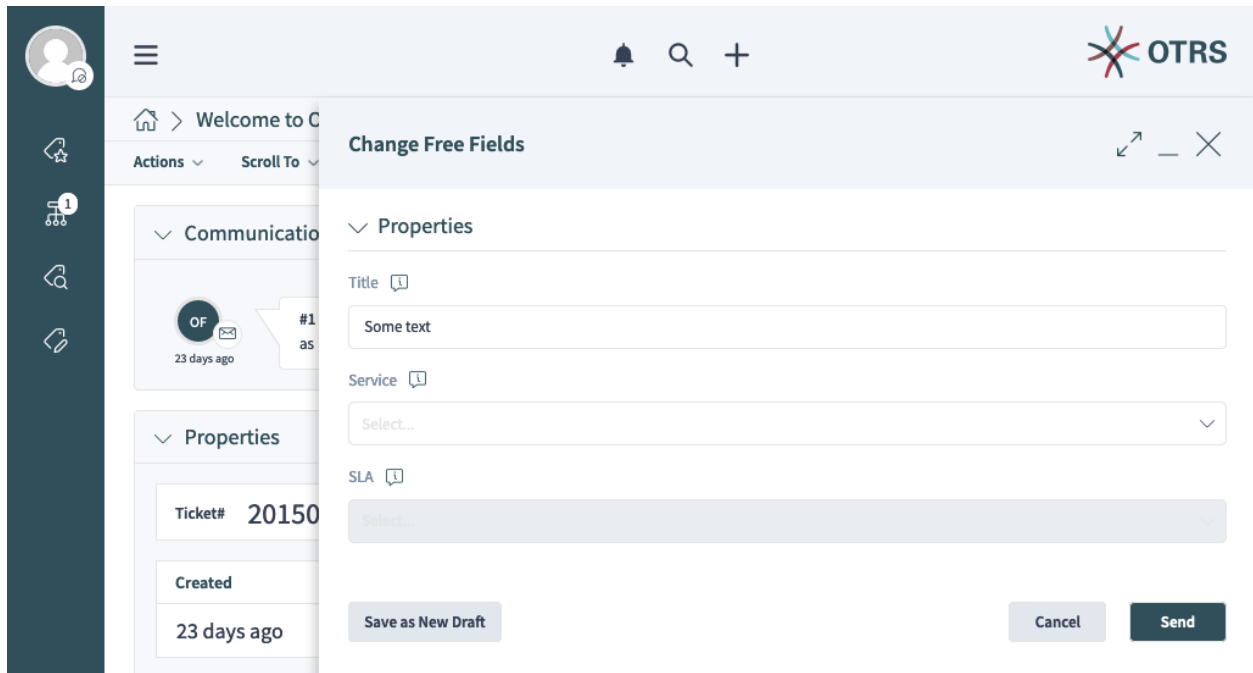 OTRS
Welcome to O
Actions
Scroll To
Change Free Fields
1
Communicatio
OF
23 days ago
#1
as
Properties
Ticket#
20150
Created
23 days ago
Properties
Title
Some text
Service
Select...
SLA
Select...
Save as New Draft
Cancel
Send